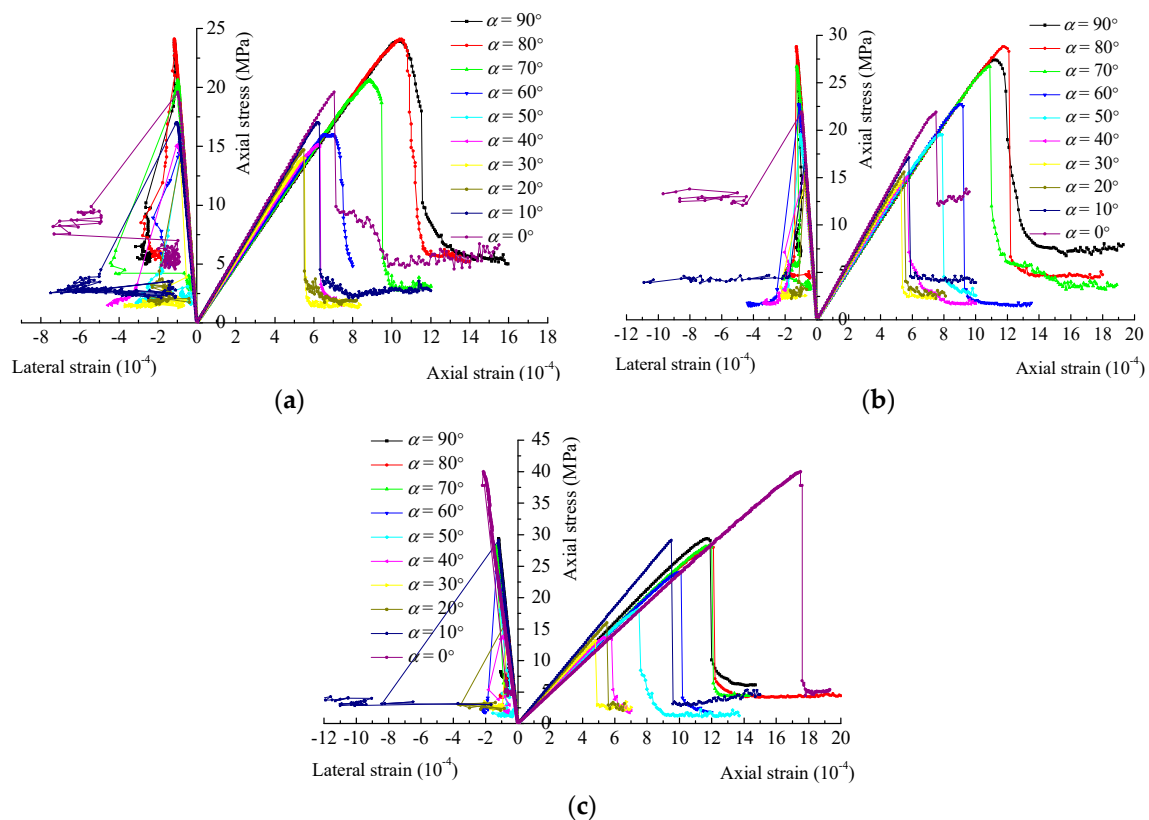 25
20
15
10
5
0
Axial stress (MPa)
α = 90°
α = 80°
α = 70°
α = 60°
α = 50°
α = 40°
α = 30°
α = 20°
α = 10°
α = 0°
-8 -6 -4 -2 0 2 4 6 8 10 12 14 16 18
Lateral strain (10-4) Axial strain (10-4)
(a)
30
25
20
15
10
5
0
Axial stress (MPa)
α = 90°
α = 80°
α = 70°
α = 60°
α = 50°
α = 40°
α = 30°
α = 20°
α = 10°
α = 0°
-12 -10 -8 -6 -4 -2 0 2 4 6 8 10 12 14 16 18 20
Lateral strain (10-4) Axial strain (10-4)
(b)
45
40
35
30
25
20
15
10
5
0
Axial stress (MPa)
α = 90°
α = 80°
α = 70°
α = 60°
α = 50°
α = 40°
α = 30°
α = 20°
α = 10°
α = 0°
-12 -10 -8 -6 -4 -2 0 2 4 6 8 10 12 14 16 18 20
Lateral strain (10-4) Axial strain (10-4)
(c)